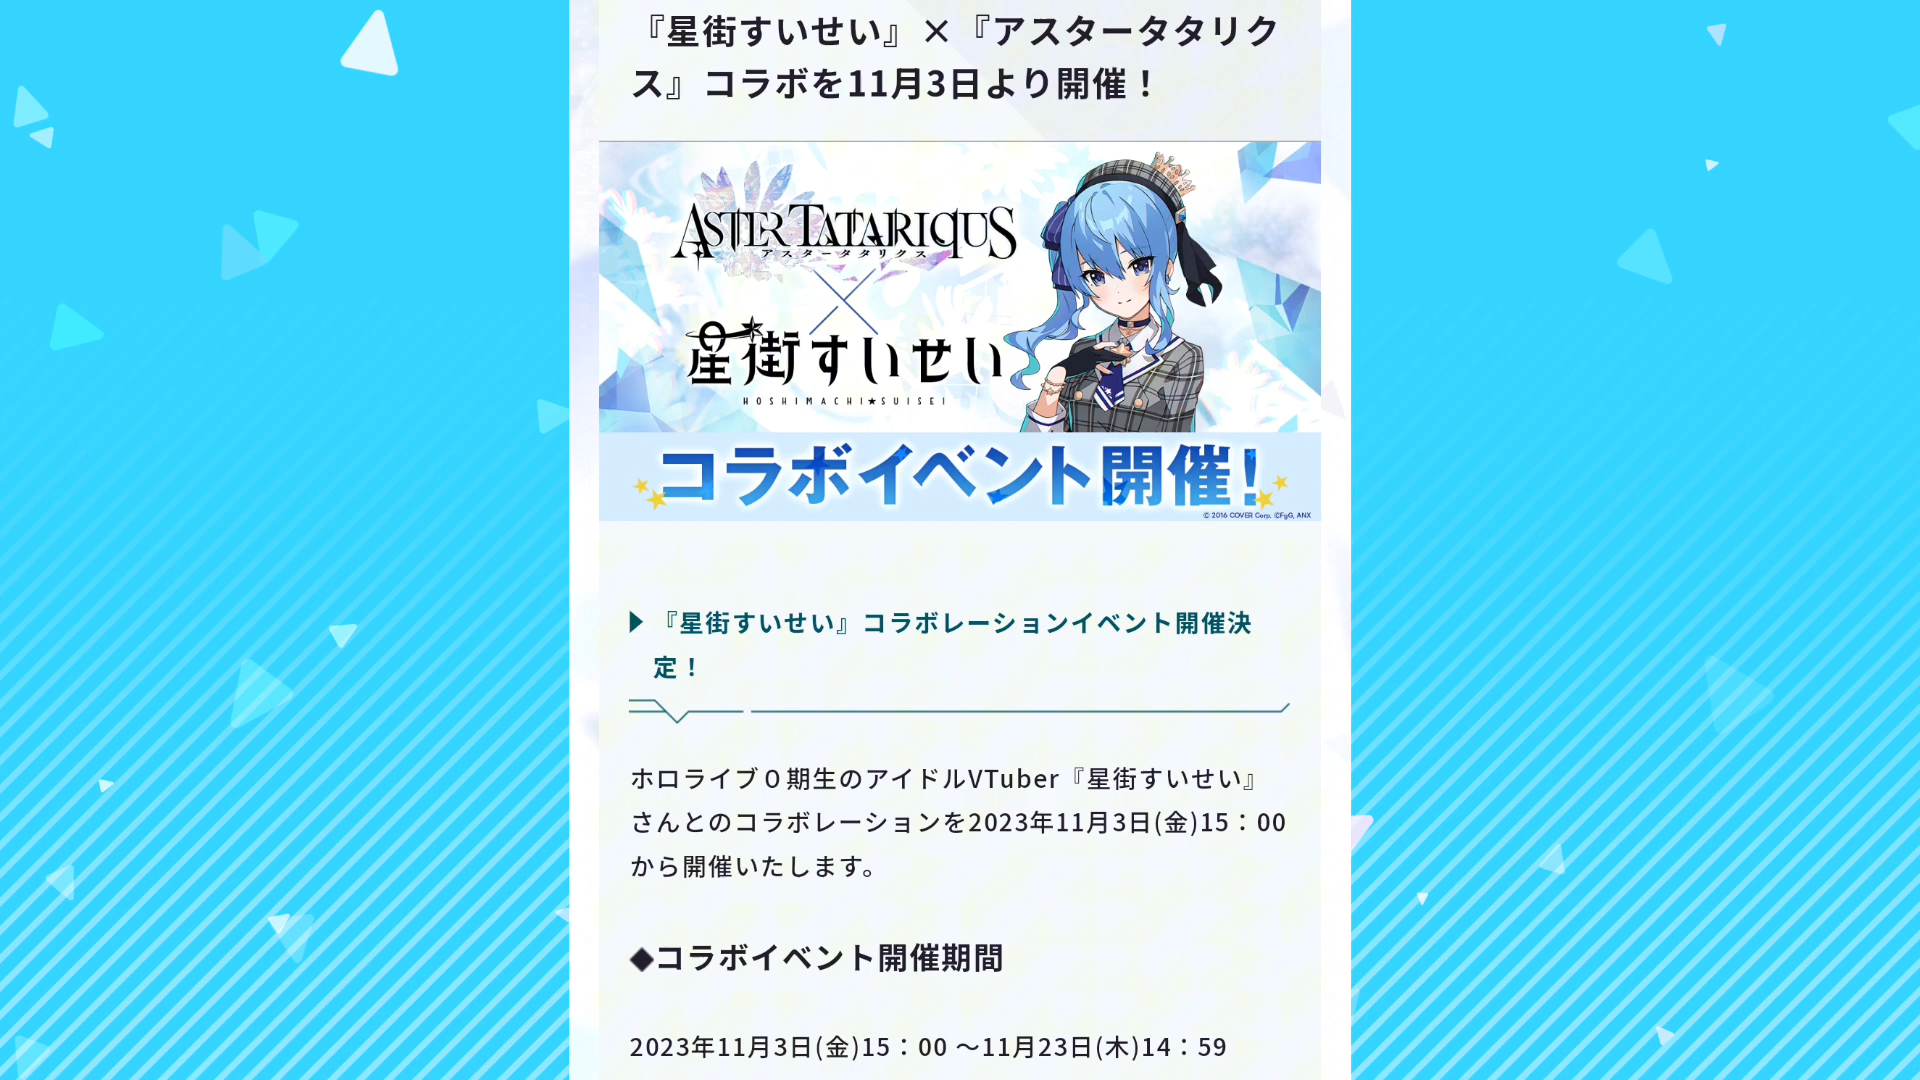 『星街すいせい』×『アスタータタリク
ス』コラボを11月3日より開催！
ASTER TATARIQUS
アスタータタリクス
×
星街すいせい
HOSHIMACHI★SUISEI
コラボイベント開催!
© 2016 COVER Corp. ©FgG, ANX
『星街すいせい』コラボレーションイベント開催決
定！
ホロライブ０期生のアイドルVTuber『星街すいせい』
さんとのコラボレーションを2023年11月3日(金)15：00
から開催いたします。
◆コラボイベント開催期間
2023年11月3日(金)15：00 〜11月23日(木)14：59